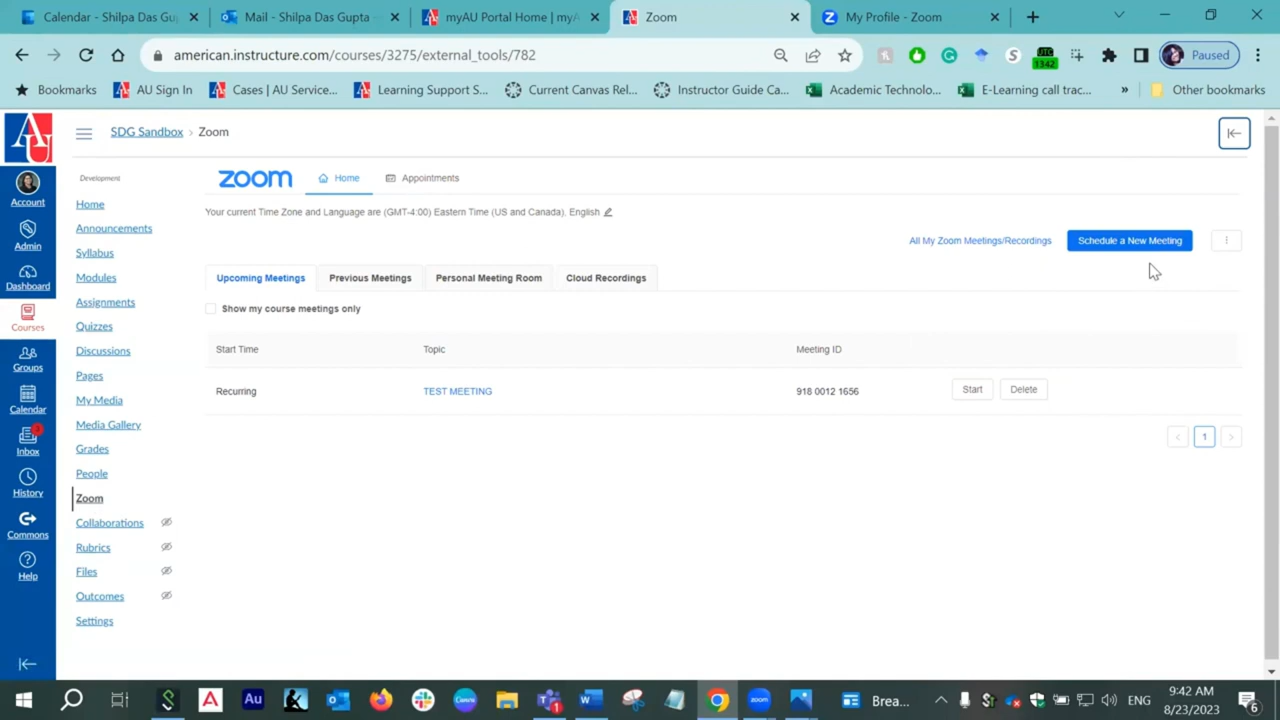 Calendar - Shilpa Das Gu
Mail - Shilpa Das Gupta -
myAU Portal Home | myA
Zoom
My Profile - Zoom
american.instructure.com/courses/3275/external_tools/782
Paused
UTC
1342
Bookmarks
AU Sign In
Cases | AU Service...
Learning Support S...
Current Canvas Rel...
Instructor Guide Ca...
Academic Technolo...
E-Learning call trac...
»
Other bookmarks
AU
SDG Sandbox > Zoom
Account
Admin
Dashboard
Courses
Groups
Calendar
3
Inbox
History
Commons
Help
Development
Home
Announcements
Syllabus
Modules
Assignments
Quizzes
Discussions
Pages
My Media
Media Gallery
Grades
People
Zoom
Collaborations
Rubrics
Files
Outcomes
Settings
zoom
Home
Appointments
Your current Time Zone and Language are (GMT-4:00) Eastern Time (US and Canada). English
All My Zoom Meetings/Recordings
Schedule a New Meeting
Upcoming Meetings
Previous Meetings
Personal Meeting Room
Cloud Recordings
Show my course meetings only
Start Time Topic Meeting ID
Recurring TEST MEETING 918 0012 1656 Start Delete
< 1 >
Au
Brea...
ENG
9:42 AM
8/23/2023
6